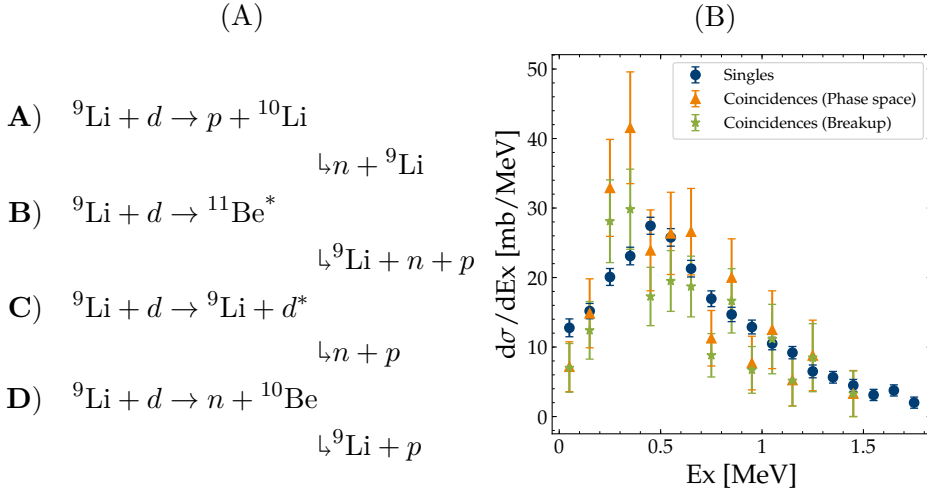 (A)
A) ⁹Li + d → p + ¹⁰Li
↳n + ⁹Li
B) ⁹Li + d → ¹¹Be*
↳⁹Li + n + p
C) ⁹Li + d → ⁹Li + d*
↳n + p
D) ⁹Li + d → n + ¹⁰Be
↳⁹Li + p
(B)
Singles
Coincidences (Phase space)
Coincidences (Breakup)
dσ/dEx [mb/MeV]
50
40
30
20
10
0
0 0.5 1 1.5
Ex [MeV]